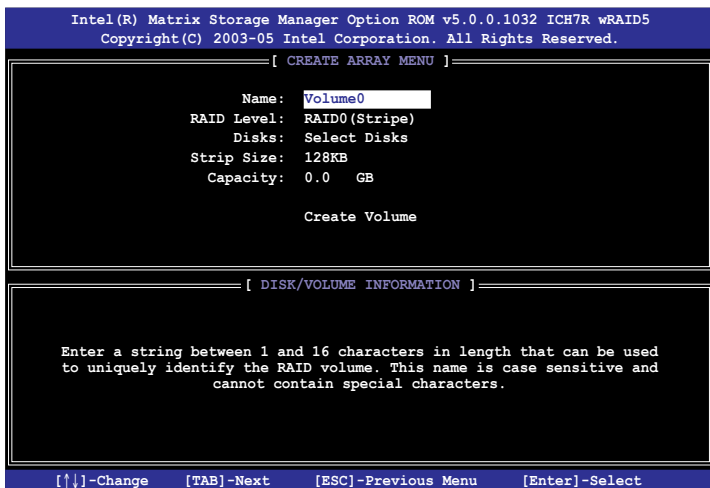 Intel(R) Matrix Storage Manager Option ROM v5.0.0.1032 ICH7R wRAID5
Copyright(C) 2003-05 Intel Corporation. All Rights Reserved.
[ CREATE ARRAY MENU ]
Name: Volume0
RAID Level: RAID0(Stripe)
Disks: Select Disks
Strip Size: 128KB
Capacity: 0.0 GB
Create Volume
[ DISK/VOLUME INFORMATION ]
Enter a string between 1 and 16 characters in length that can be used
to uniquely identify the RAID volume. This name is case sensitive and
cannot contain special characters.
[↑↓]-Change [TAB]-Next [ESC]-Previous Menu [Enter]-Select